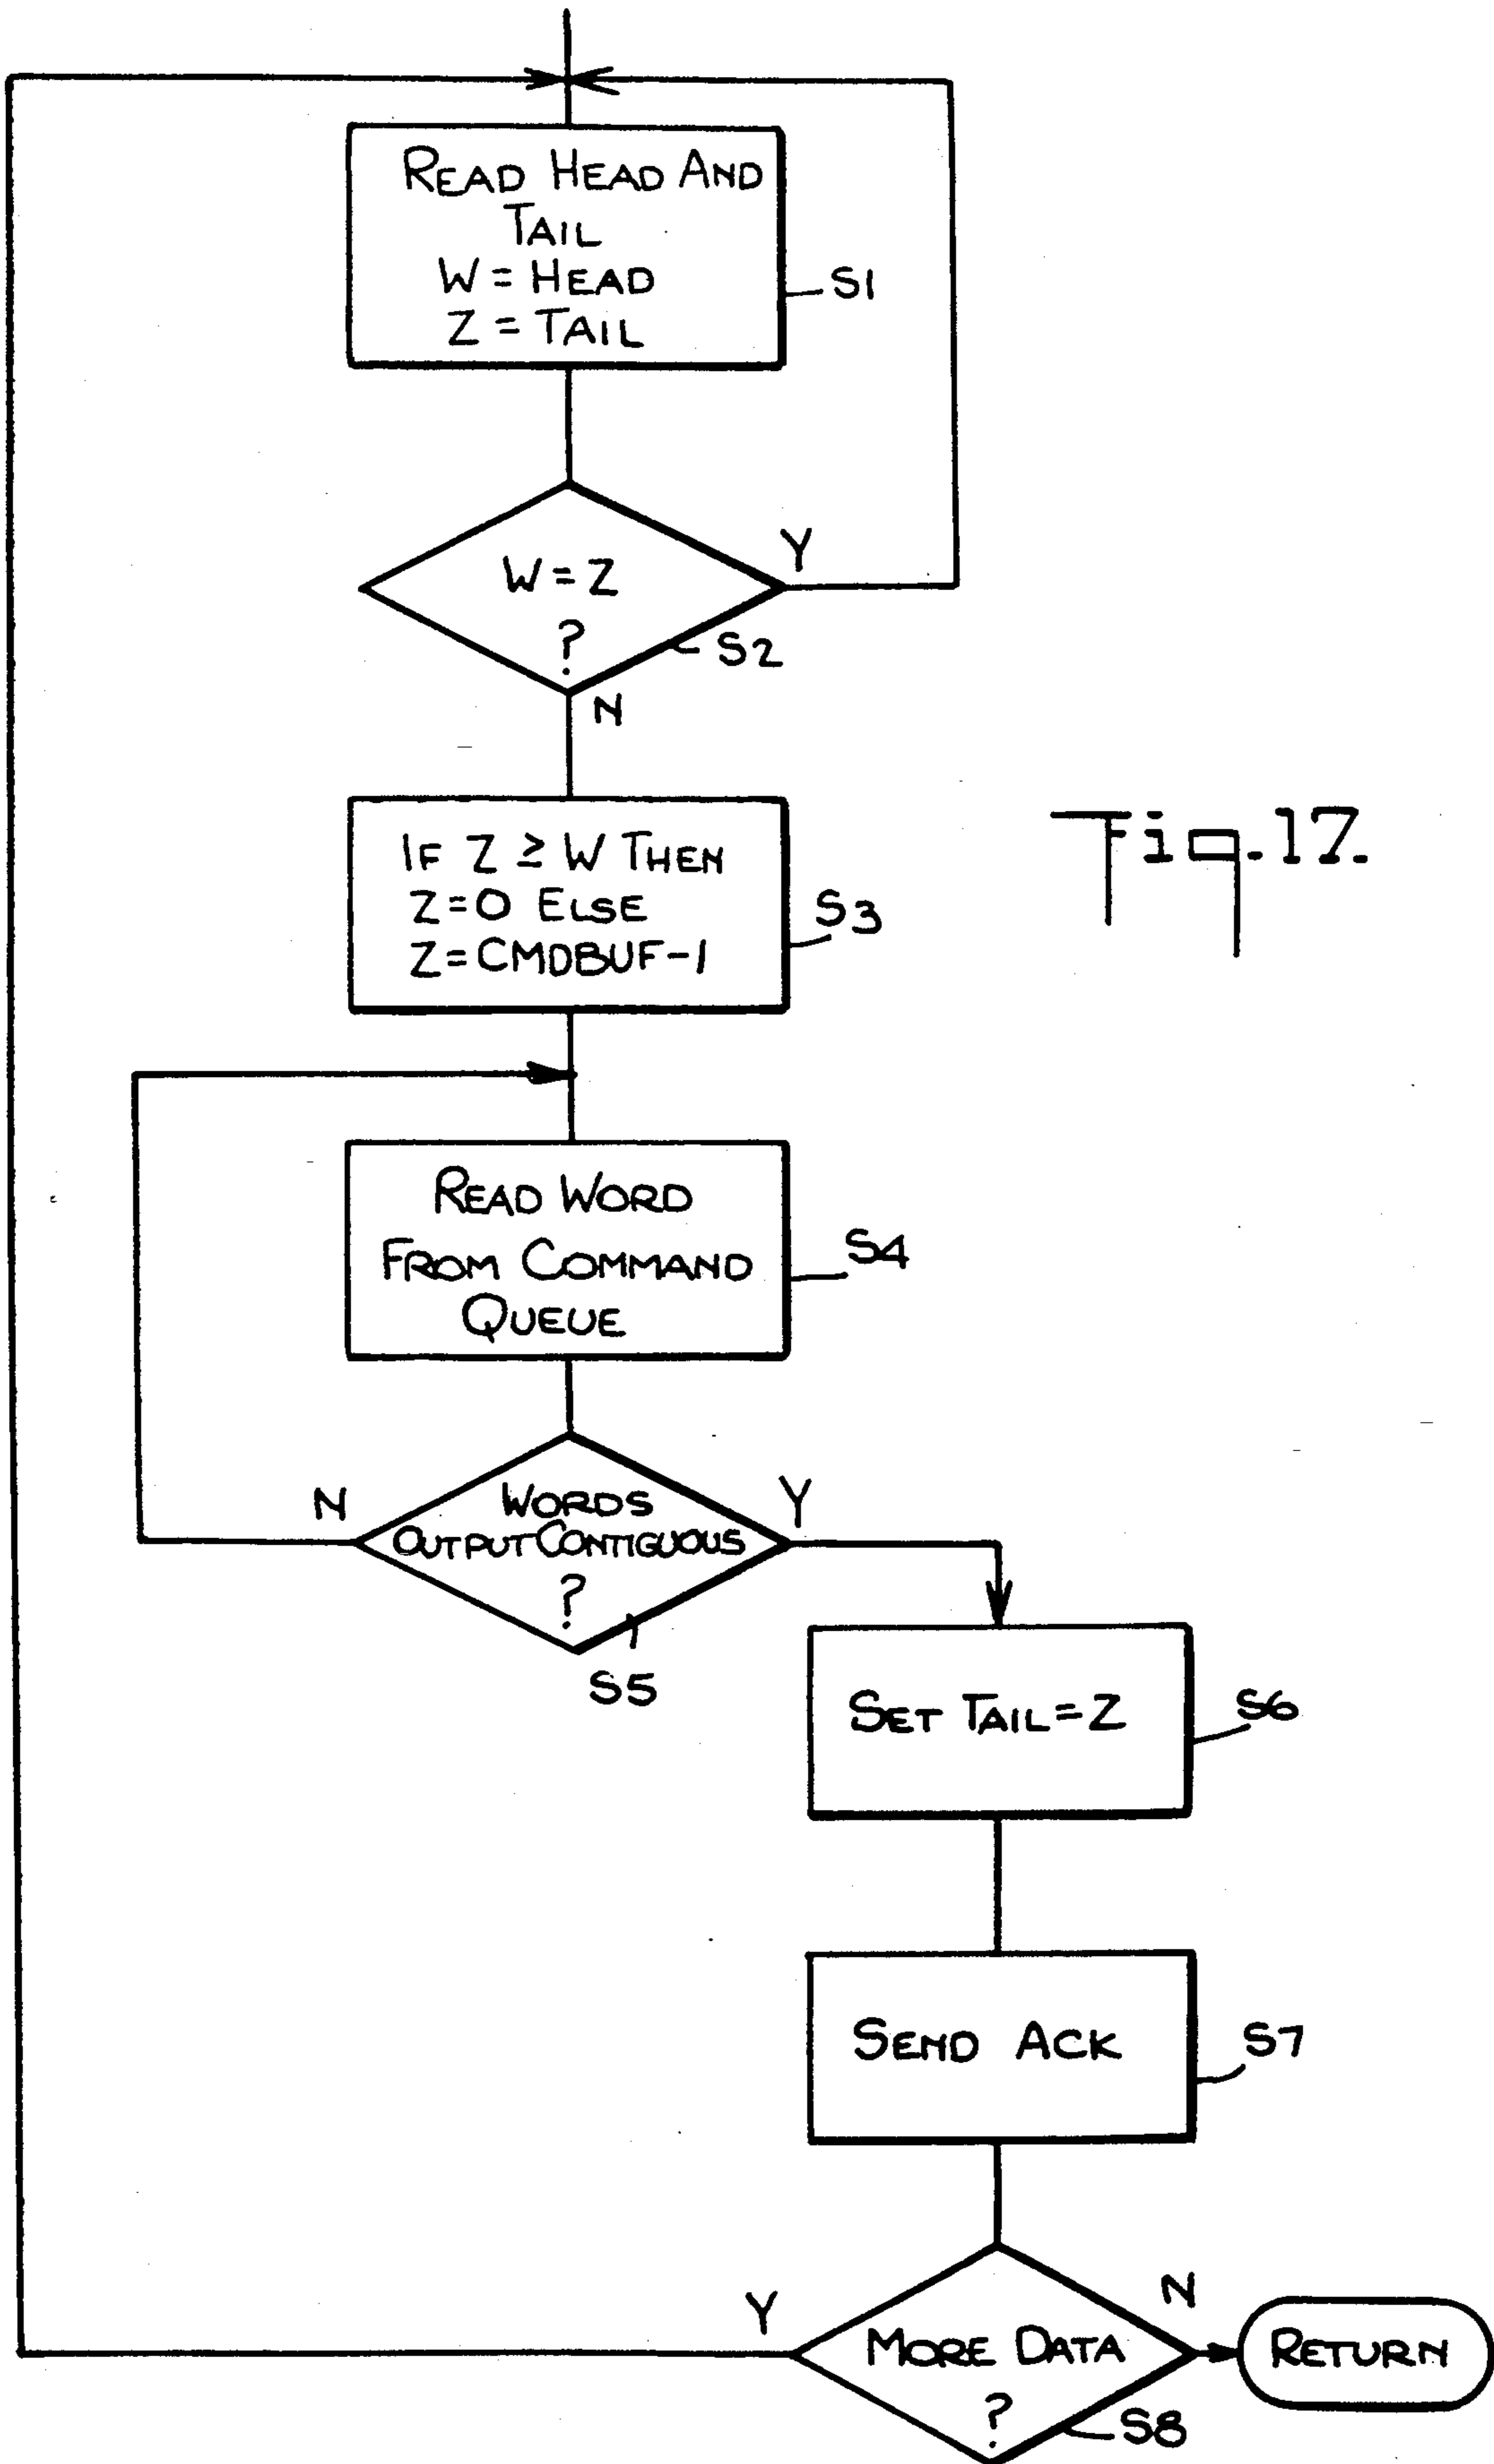 READ HEAD AND
TAIL
W = HEAD
Z = TAIL
S1
W = Z
?
Y
S2
N
IF Z ≥ W THEN
Z = 0 ELSE
Z = CMDBUF-1
S3
Fig. 17.
READ WORD
FROM COMMAND
QUEUE
S4
N
WORDS
OUTPUT CONTIGUOUS
?
Y
S5
SET TAIL = Z
S6
SEND ACK
S7
Y
MORE DATA
?
N
RETURN
S8